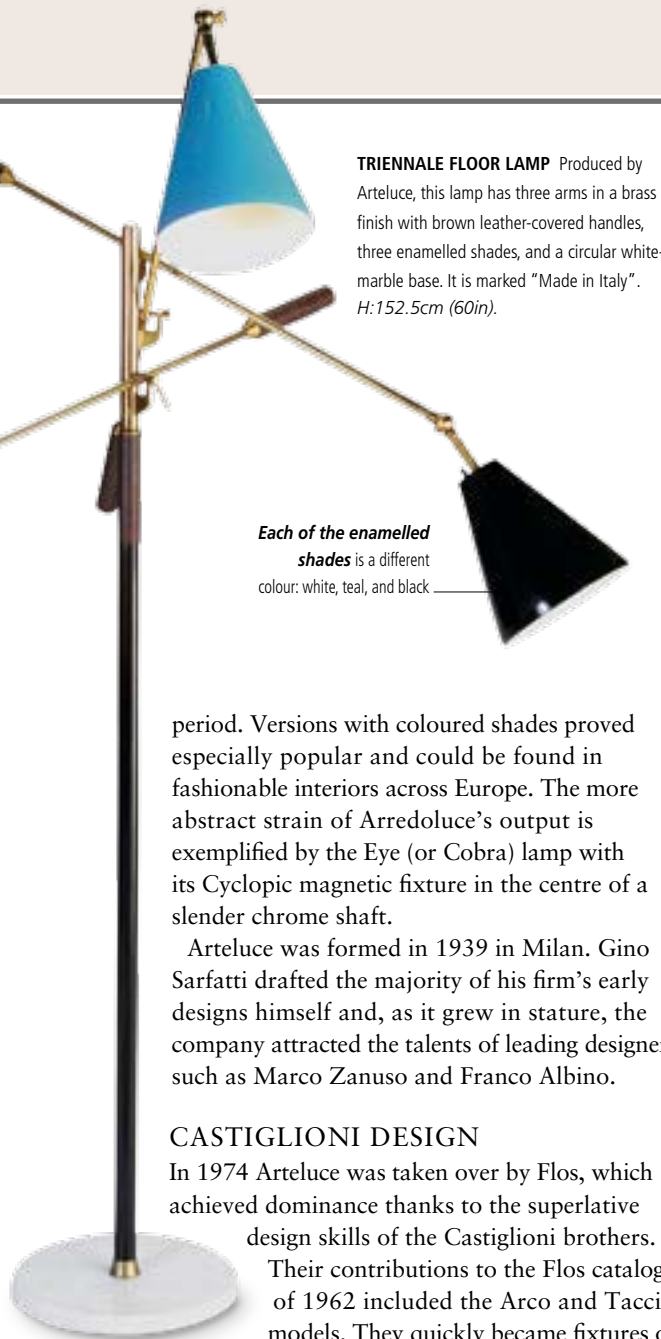 TRIENNALE FLOOR LAMP Produced by
Arteluce, this lamp has three arms in a brass
finish with brown leather-covered handles,
three enamelled shades, and a circular white-
marble base. It is marked “Made in Italy”.
H:152.5cm (60in).
Each of the enamelled
shades is a different
colour: white, teal, and black
period. Versions with coloured shades proved
especially popular and could be found in
fashionable interiors across Europe. The more
abstract strain of Arredoluce’s output is
exemplified by the Eye (or Cobra) lamp with
its Cyclopic magnetic fixture in the centre of a
slender chrome shaft.
Arteluce was formed in 1939 in Milan. Gino
Sarfatti drafted the majority of his firm’s early
designs himself and, as it grew in stature, the
company attracted the talents of leading
such as Marco Zanuso and Franco Albino.
CASTIGLIONI DESIGN
In 1974 Arteluce was taken over by Flos, which
achieved dominance thanks to the superlative
design skills of the Castiglioni brothers.
Their contributions to the Flos
of 1962 included the Arco and
models. They quickly became fixtures